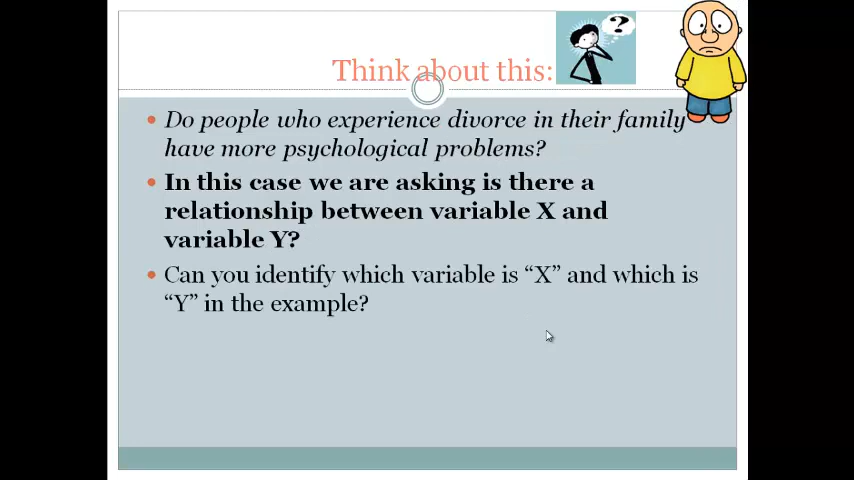 ?
Think about this:
Do people who experience divorce in their family
have more psychological problems?
In this case we are asking is there a
relationship between variable X and
variable Y?
Can you identify which variable is “X” and which is
“Y” in the example?